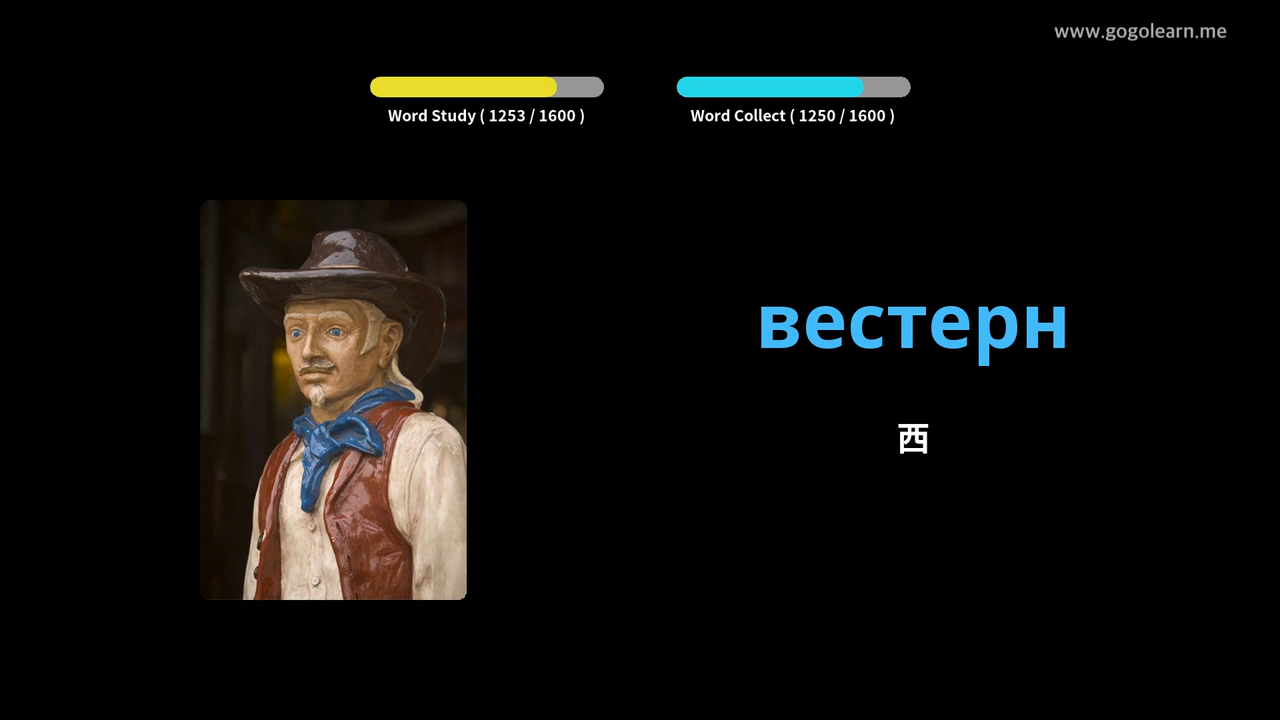 www.gogolearn.me
Word Study ( 1253 / 1600 )
Word Collect ( 1250 / 1600 )
вестерн
西